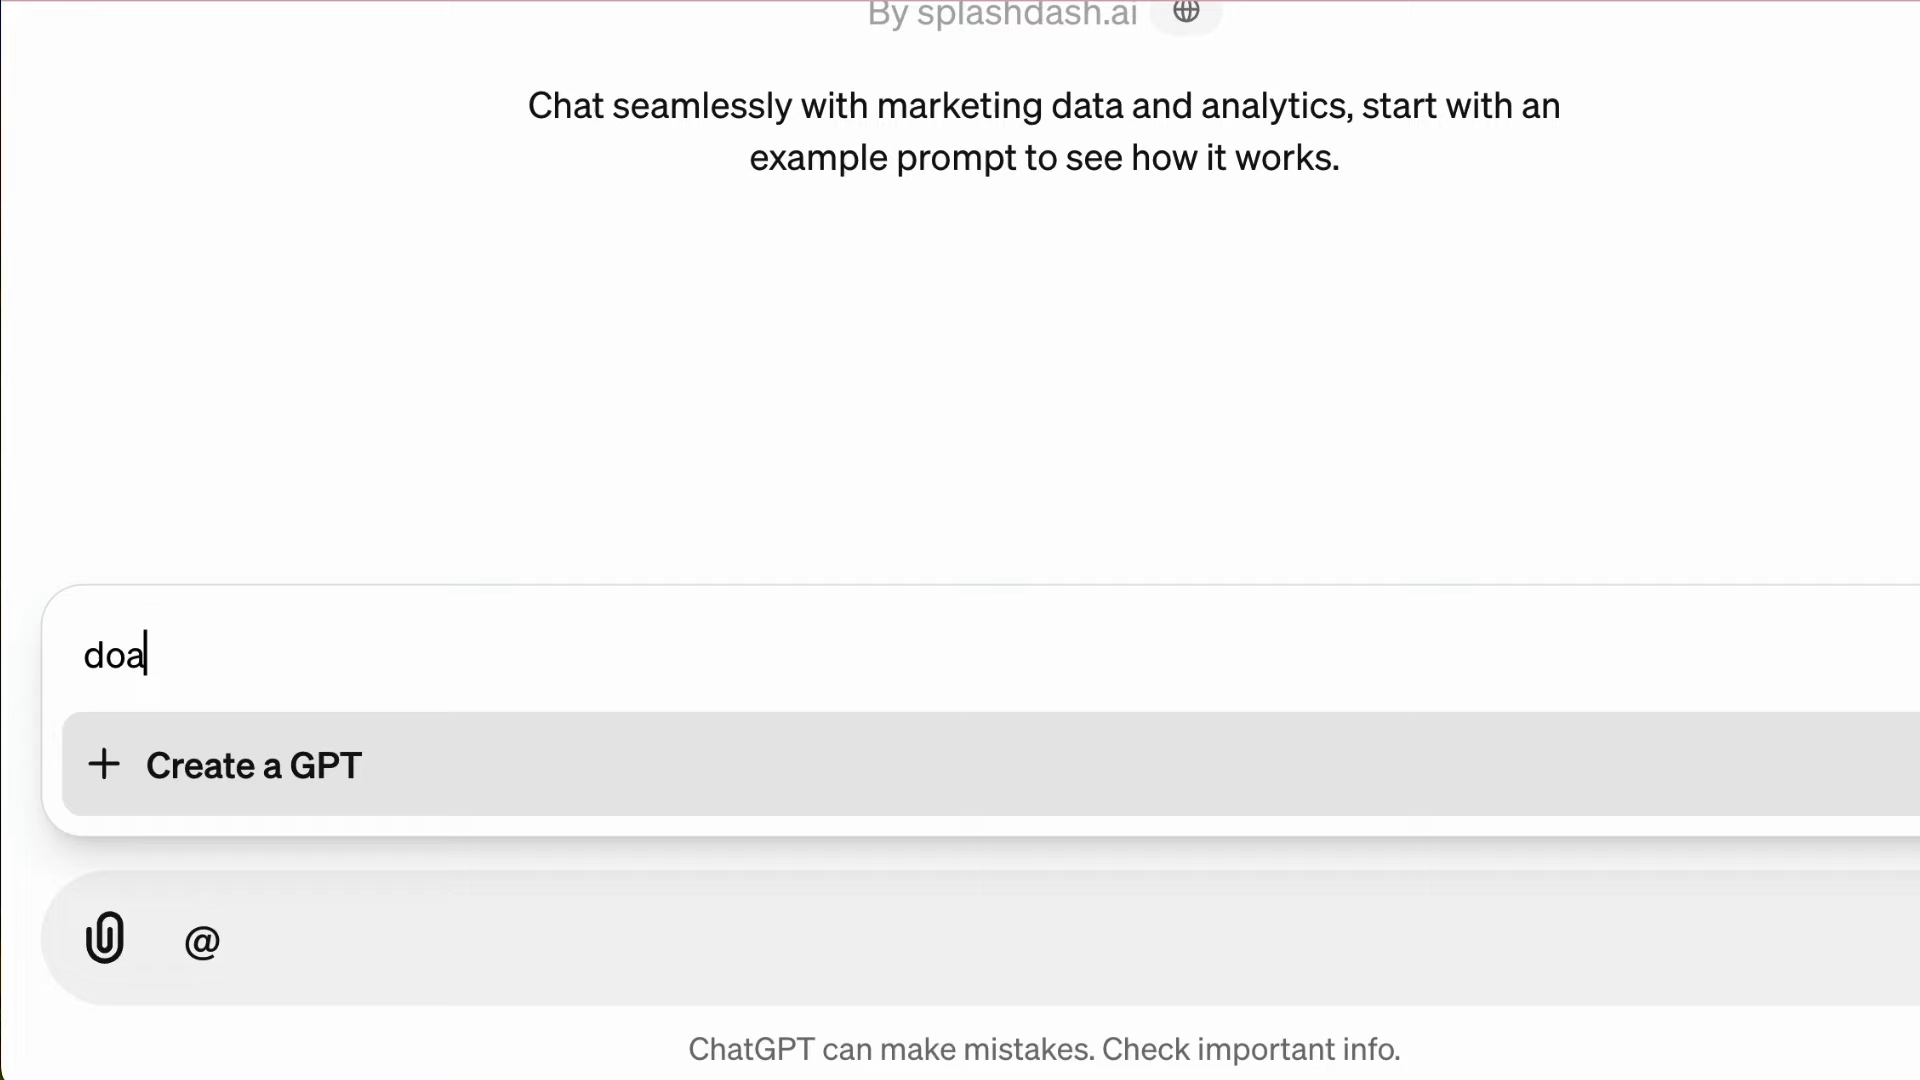 By splashdash.ai
Chat seamlessly with marketing data and analytics, start with an
example prompt to see how it works.
doa
Create a GPT
@
ChatGPT can make mistakes. Check important info.